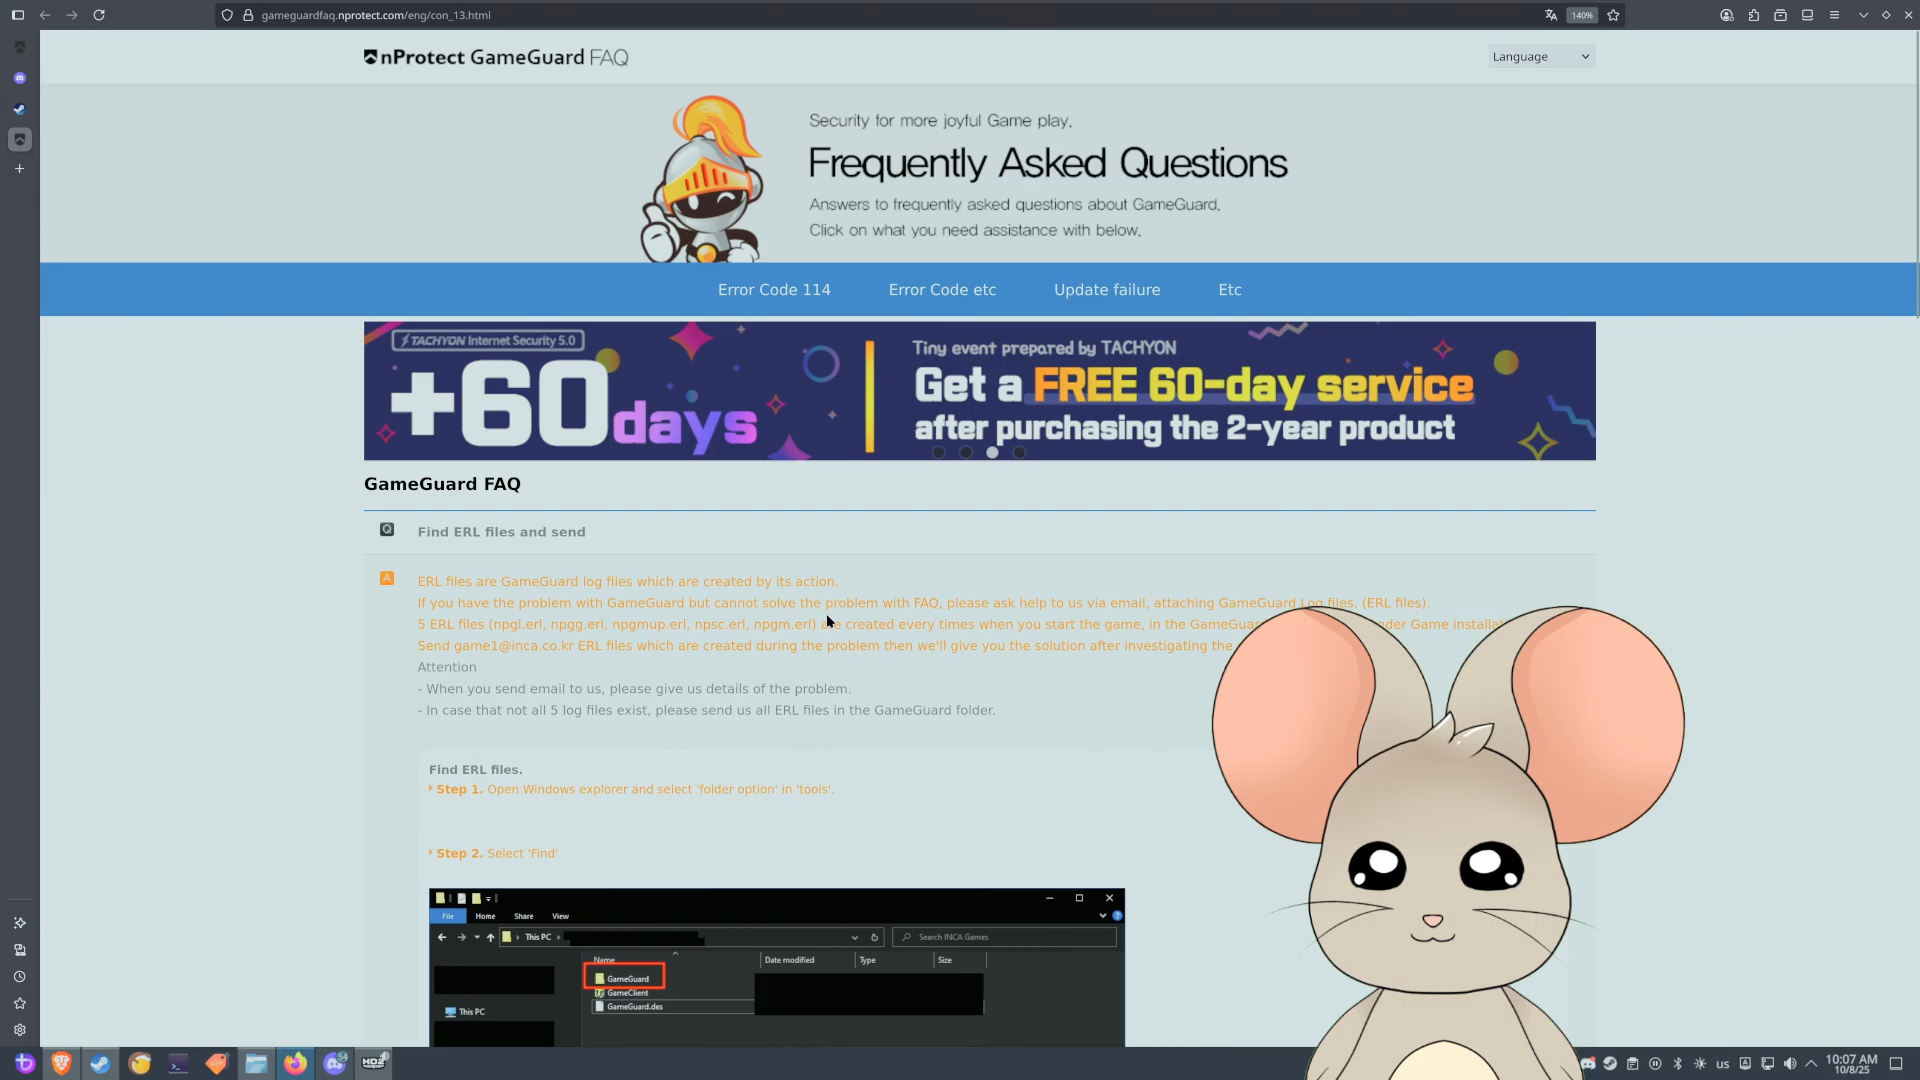 gameguardfaq.nprotect.com/eng/con_13.html
140%
nProtect GameGuard FAQ
Language
Security for more joyful Game play.
Frequently Asked Questions
Answers to frequently asked questions about GameGuard.
Click on what you need assistance with below.
Error Code 114
Error Code etc
Update failure
Etc
TACHYON Internet Security 5.0
+60days
Tiny event prepared by TACHYON
Get a FREE 60-day service
after purchasing the 2-year product
GameGuard FAQ
Q
Find ERL files and send
A
ERL files are GameGuard log files which are created by its action.
If you have the problem with GameGuard but cannot solve the problem with FAQ, please ask help to us via email, attaching GameGuard Log files. (ERL files).
5 ERL files (npgl.erl, npgg.erl, npgmup.erl, npsc.erl, npgm.erl) are created every times when you start the game, in the Game
Send game1@inca.co.kr ERL files which are created during the problem then we'll give you the solution after investigating the
Attention
- When you send email to us, please give us details of the problem.
- In case that not all 5 log files exist, please send us all ERL files in the GameGuard folder.
Find ERL files.
Step 1. Open Windows explorer and select 'folder option' in 'tools'.
Step 2. Select 'Find'
File Home Share View
This PC
Search INCA Games
Name
Date modified
Type
Size
GameGuard
GameClient
GameGuard.des
This PC
54
HD2
us
10:07 AM
10/8/25